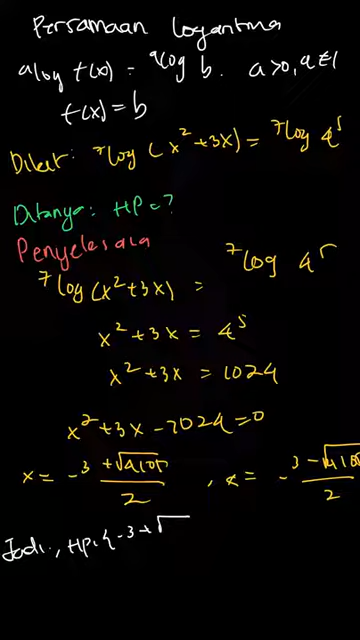 Persamaan Logaritma
ᵃlog f(x) = ᵃlog b. a>0, a≠1
f(x) = b
Diket: ⁷log (x²+3x) = ⁷log 4⁵
Ditanya: HP=?
Penyelesaia
⁷log (x²+3x) = ⁷log 4⁵
x²+3x = 4⁵
x²+3x = 1024
x²+3x-1024=0
x = -3+√4105/2 , x = -3-√4105/2
Jadi, HP={-3+√